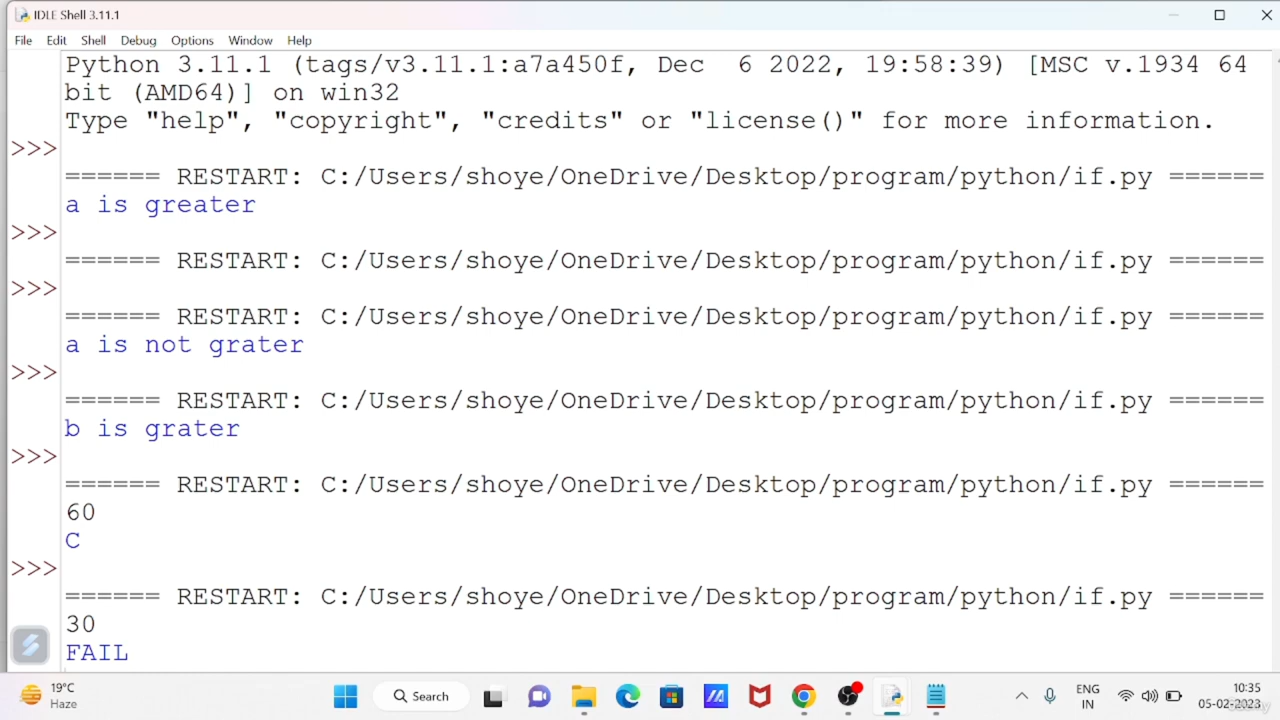 IDLE Shell 3.11.1
File Edit Shell Debug Options Window Help
Python 3.11.1 (tags/v3.11.1:a7a450f, Dec  6 2022, 19:58:39) [MSC v.1934 64
bit (AMD64)] on win32
Type "help", "copyright", "credits" or "license()" for more information.
>>>
====== RESTART: C:/Users/shoye/OneDrive/Desktop/program/python/if.py ======
a is greater
>>>
====== RESTART: C:/Users/shoye/OneDrive/Desktop/program/python/if.py ======
>>>
====== RESTART: C:/Users/shoye/OneDrive/Desktop/program/python/if.py ======
a is not grater
>>>
====== RESTART: C:/Users/shoye/OneDrive/Desktop/program/python/if.py ======
b is grater
>>>
====== RESTART: C:/Users/shoye/OneDrive/Desktop/program/python/if.py ======
60
C
>>>
====== RESTART: C:/Users/shoye/OneDrive/Desktop/program/python/if.py ======
30
FAIL
19°C
Haze
Search
ENG
IN
10:35
05-02-2023